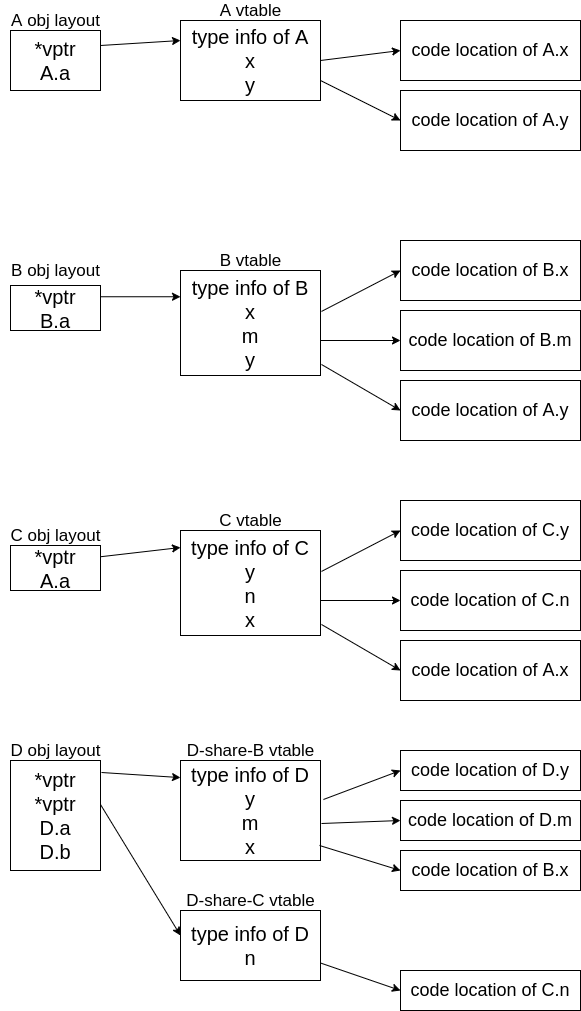 A obj layout
*vptr
A.a
A vtable
type info of A
x
y
code location of A.x
code location of A.y
B obj layout
*vptr
B.a
B vtable
type info of B
x
m
y
code location of B.x
code location of B.m
code location of A.y
C obj layout
*vptr
A.a
C vtable
type info of C
y
n
x
code location of C.y
code location of C.n
code location of A.x
D obj layout
*vptr
*vptr
D.a
D.b
D-share-B vtable
type info of D
y
m
x
code location of D.y
code location of D.m
code location of B.x
D-share-C vtable
type info of D
n
code location of C.n